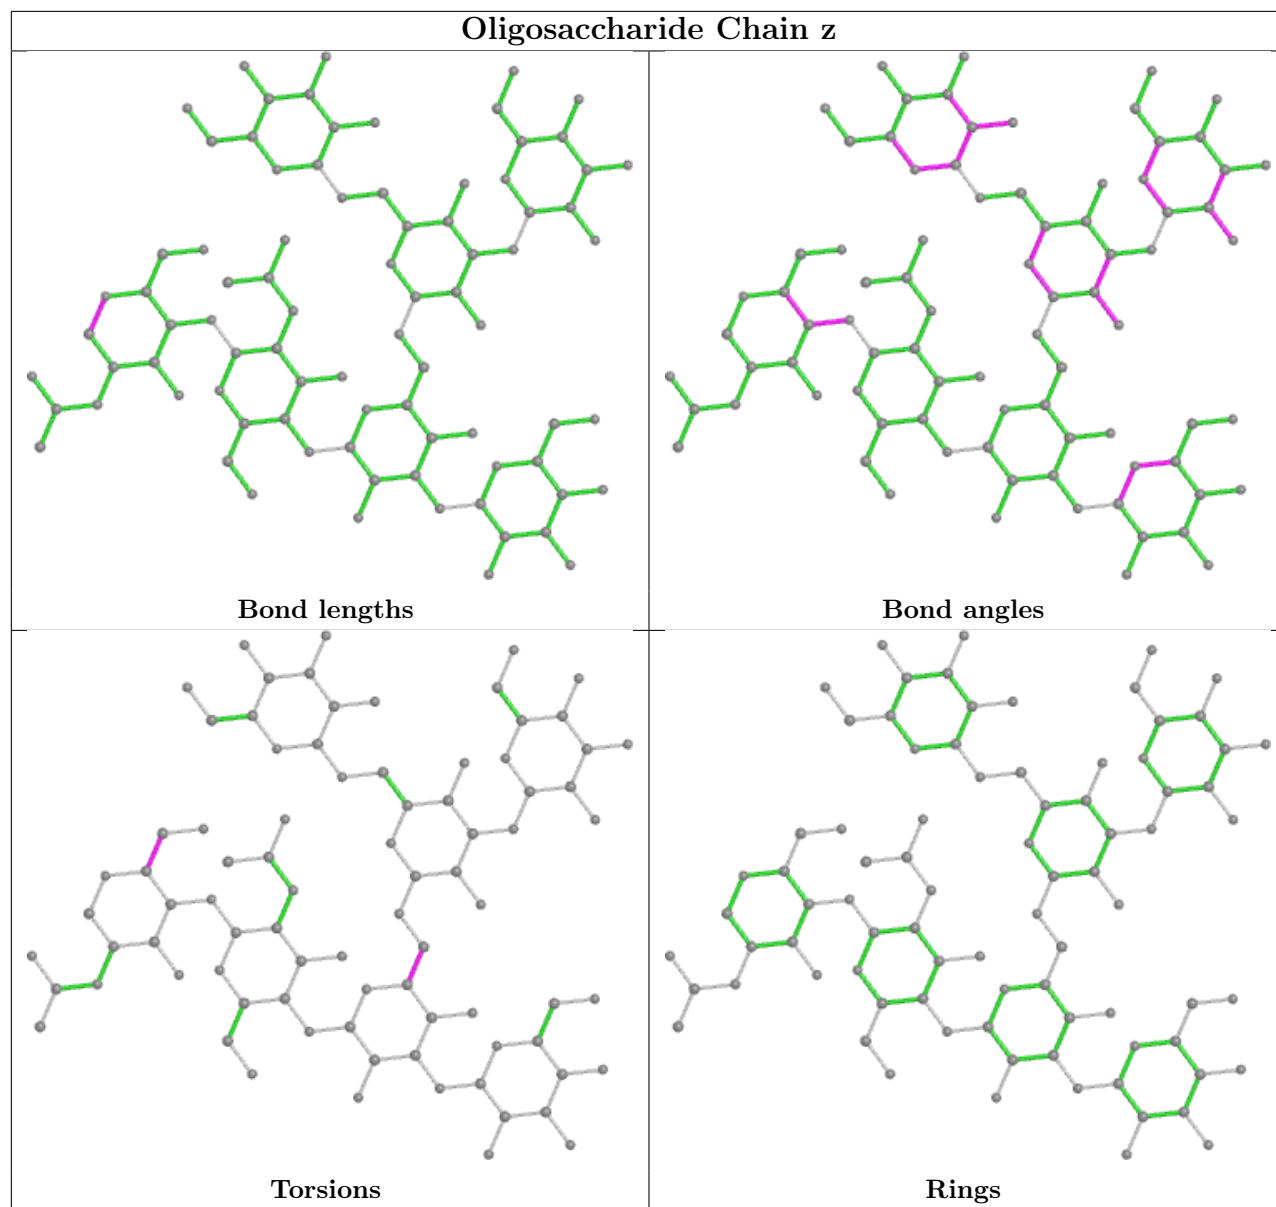 Oligosaccharide Chain z
Bond lengths
Bond angles
Torsions
Rings